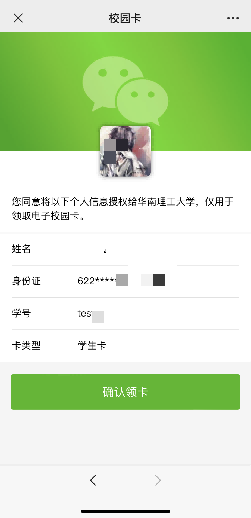 校园卡
您同意将以下个人信息授权给华南理工大学，仅用于
领取电子校园卡。
姓名
身份证 622*****
学号 tes
卡类型 学生卡
确认领卡